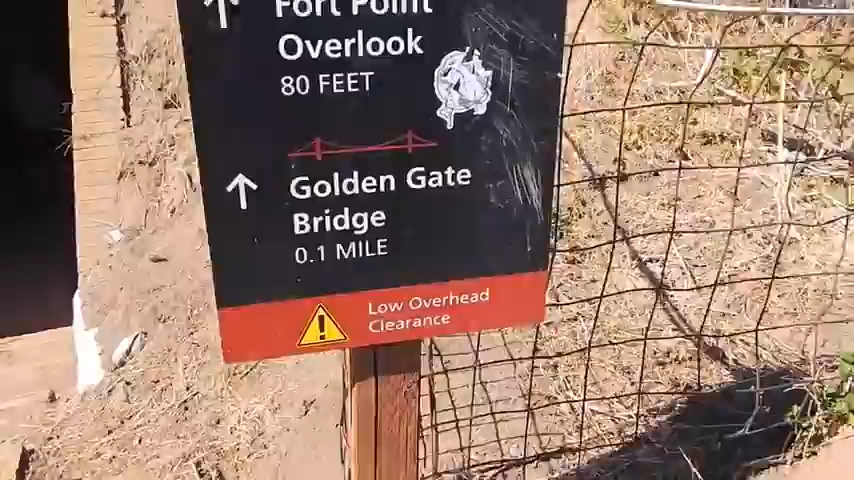 Fort Point
Overlook
80 FEET
Golden Gate
Bridge
0.1 MILE
Low Overhead
Clearance